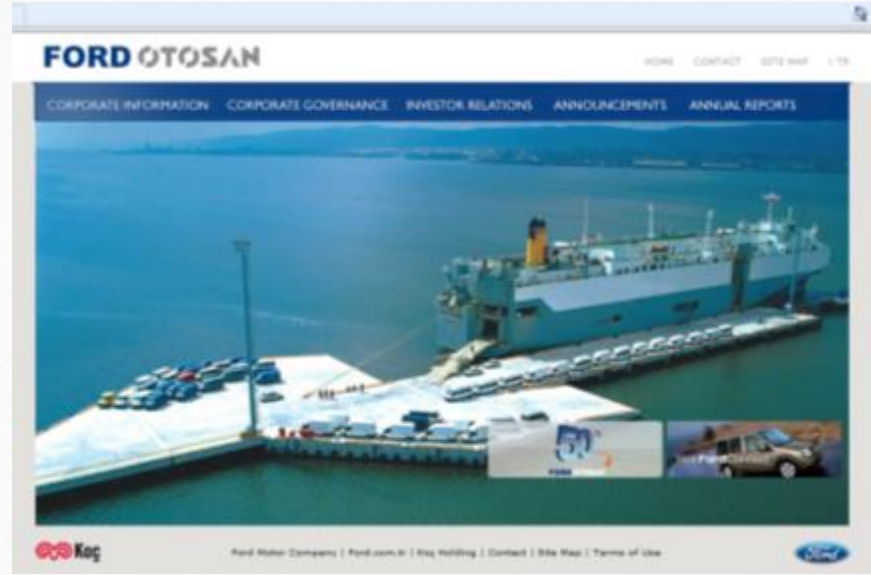 FORD OTOSAN
HOME CONTACT SITE MAP TR
CORPORATE INFORMATION CORPORATE GOVERNANCE INVESTOR RELATIONS ANNOUNCEMENTS ANNUAL REPORTS
50
Koç
Ford Motor Company | Ford.com.tr | Koç Holding | Contact | Site Map | Terms of Use
Ford